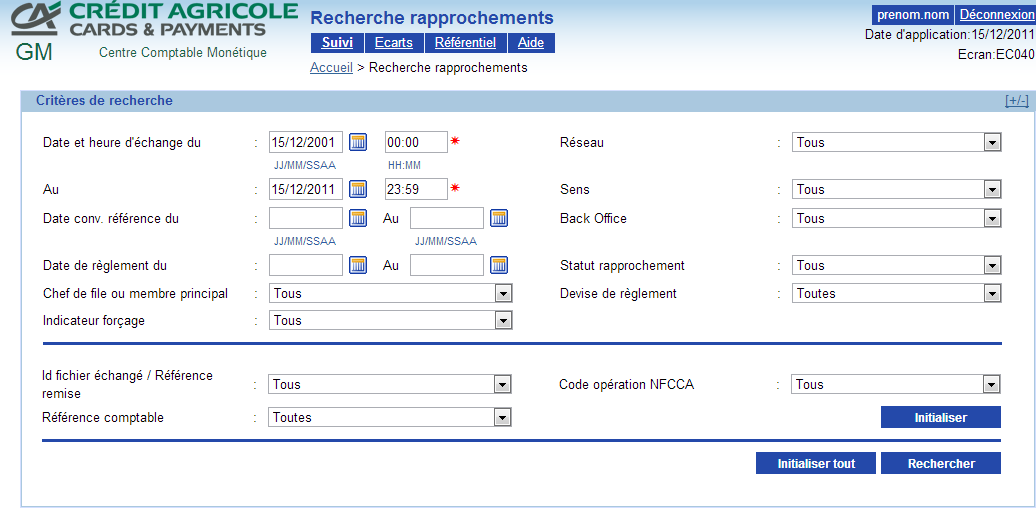 CRÉDIT AGRICOLE
CARDS & PAYMENTS
GM Centre Comptable Monétique
Recherche rapprochements
Suivi Ecarts Référentiel Aide
Accueil > Recherche rapprochements
prenom.nom Déconnexion
Date d'application:15/12/2011
Ecran:EC040
Critères de recherche [+/-]
Date et heure d'échange du : 15/12/2001 00:00 Réseau : Tous
JJ/MM/SSAA HH:MM
Au : 15/12/2011 23:59 Sens : Tous
Date conv. référence du : Au Back Office : Tous
JJ/MM/SSAA JJ/MM/SSAA
Date de règlement du : Au Statut rapprochement : Tous
Chef de file ou membre principal : Tous Devise de règlement : Toutes
Indicateur forçage : Tous
Id fichier échangé / Référence
remise : Tous Code opération NFCCA : Tous
Référence comptable : Toutes Initialiser
Initialiser tout Rechercher